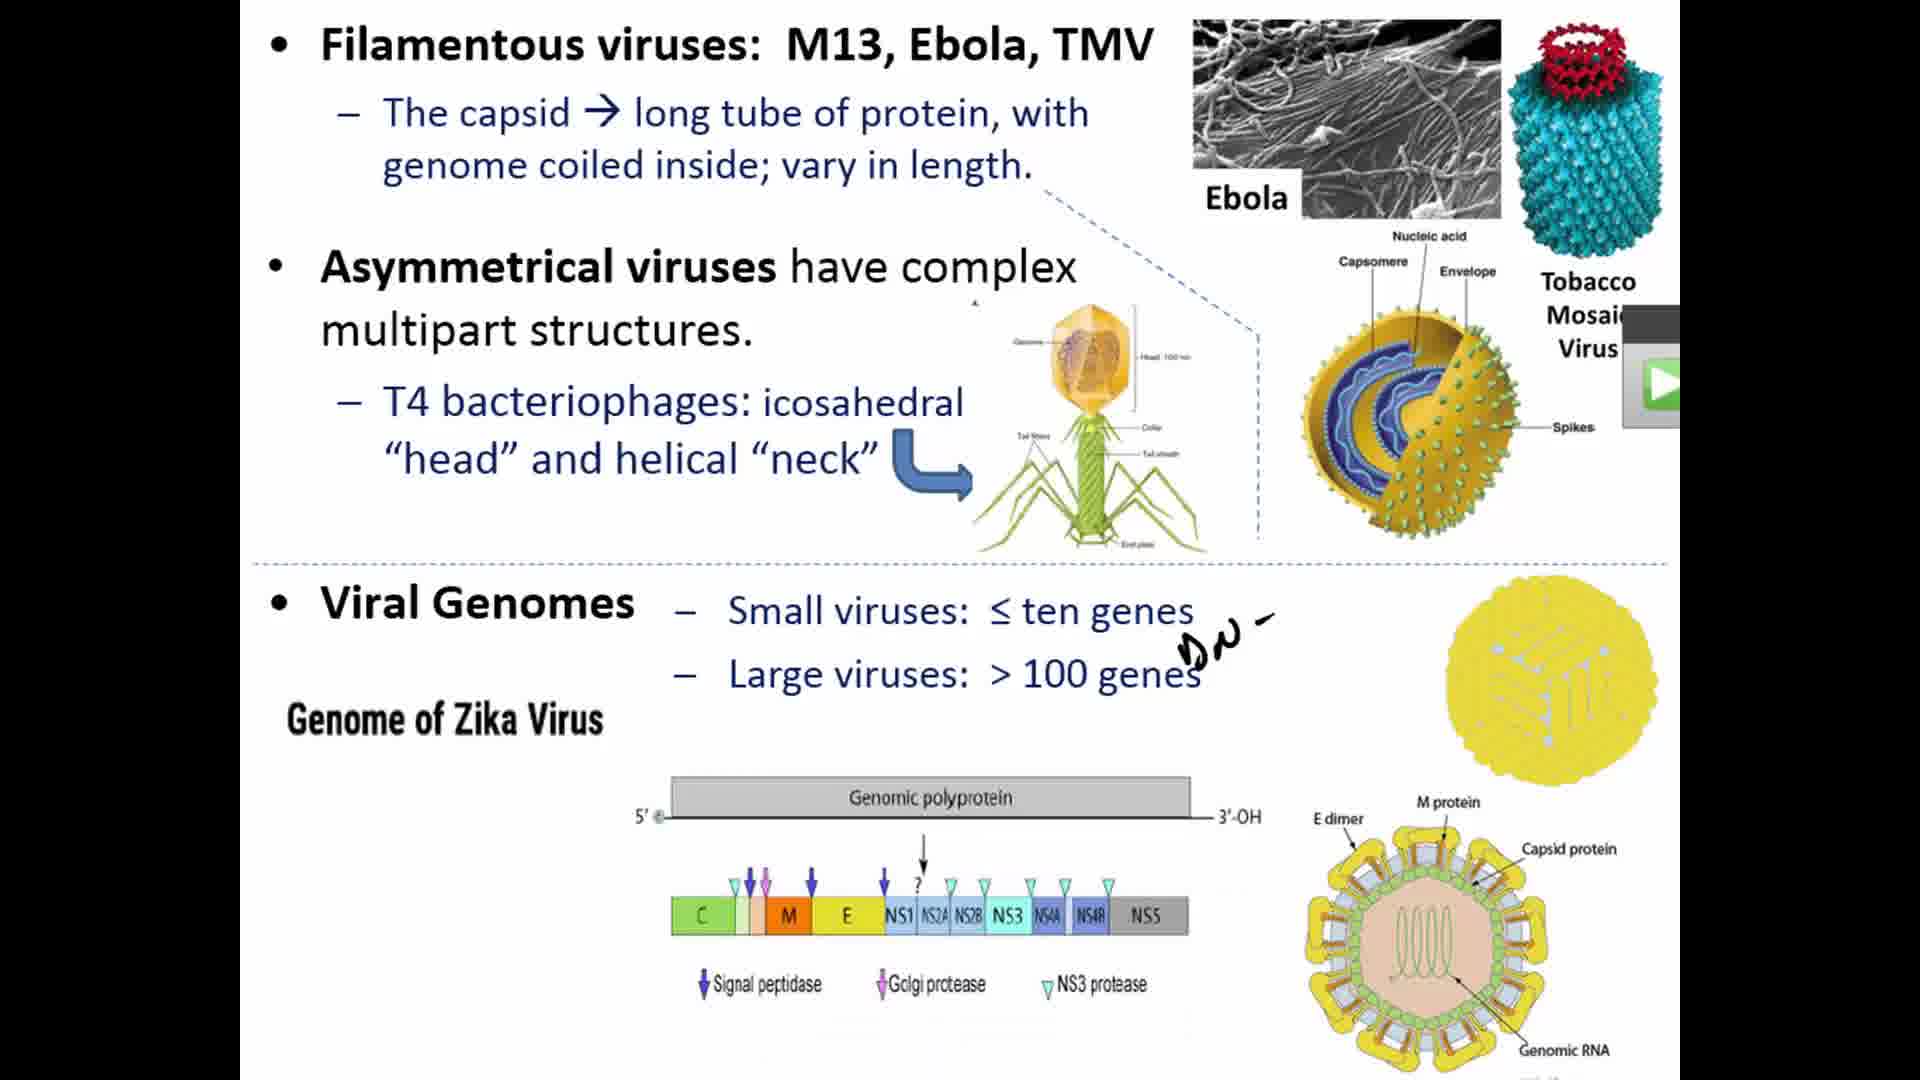 • Filamentous viruses: M13, Ebola, TMV
– The capsid → long tube of protein, with
genome coiled inside; vary in length.
Ebola
Tobacco
Mosaic
Virus
• Asymmetrical viruses have complex
multipart structures.
– T4 bacteriophages: icosahedral
“head” and helical “neck”
Genome
Head 100 nm
Collar
Tail fibres
Tail sheath
End plate
Nucleic acid
Capsomere
Envelope
Spikes
• Viral Genomes
– Small viruses: ≤ ten genes
– Large viruses: > 100 genes
DN
Genome of Zika Virus
Genomic polyprotein
5' 3'-OH
?
C M E NS1 NS2A NS2B NS3 NS4A NS4B NS5
Signal peptidase Golgi protease NS3 protease
M protein
E dimer
Capsid protein
Genomic RNA